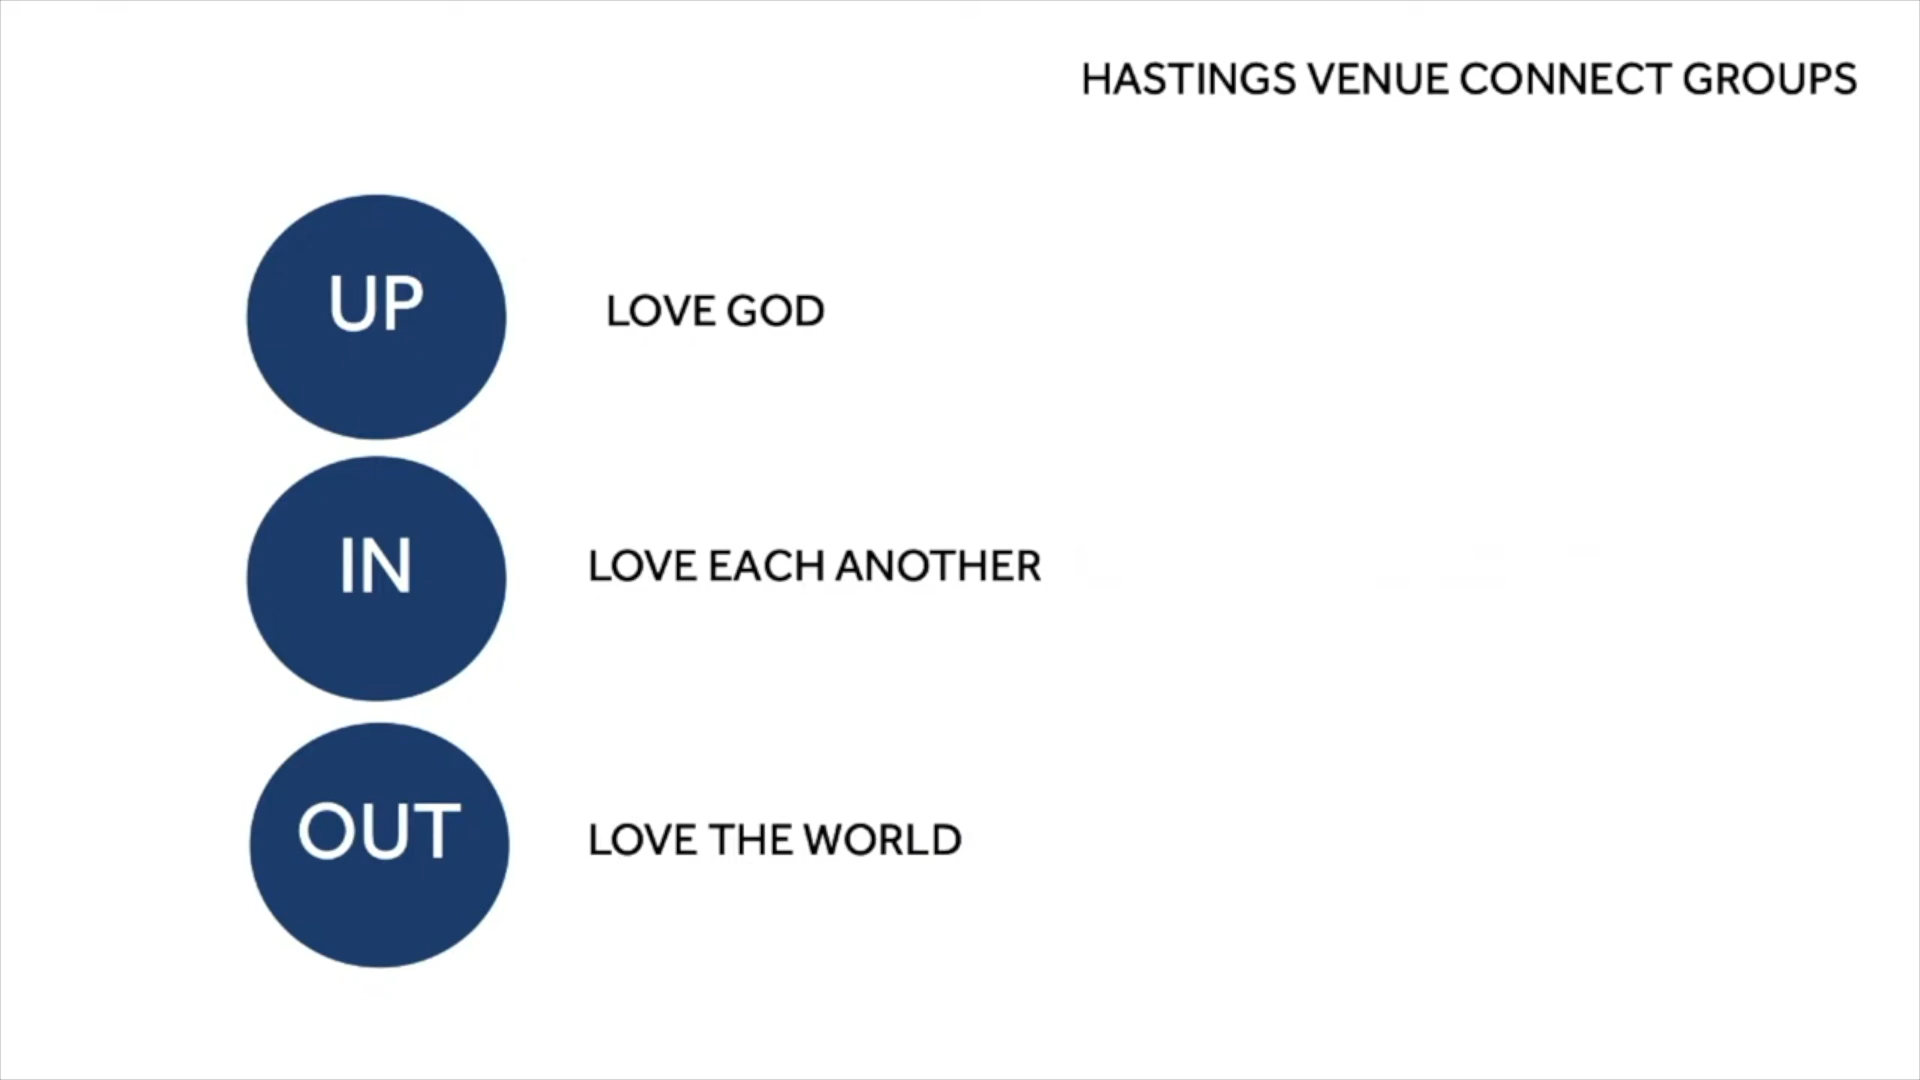 HASTINGS VENUE CONNECT GROUPS
UP
LOVE GOD
IN
LOVE EACH ANOTHER
OUT
LOVE THE WORLD